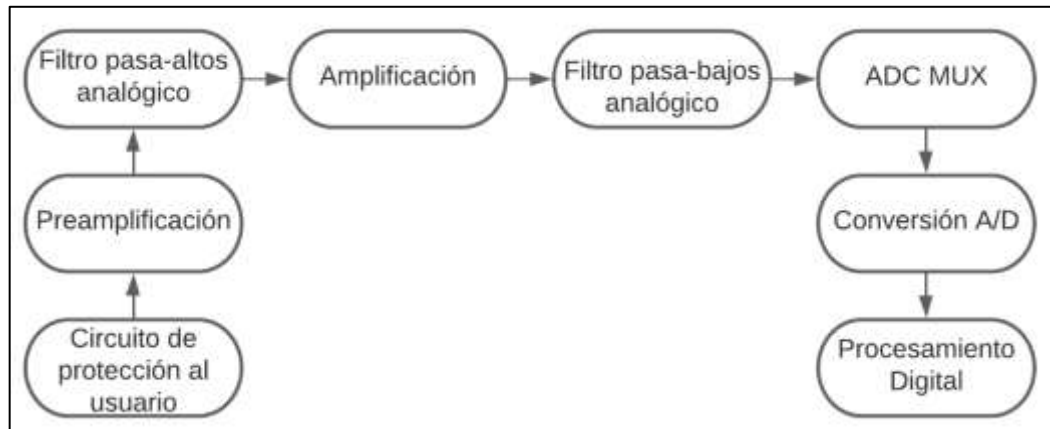 Filtro pasa-altos
analógico
Amplificación
Filtro pasa-bajos
analógico
ADC MUX
Preamplificación
Conversión A/D
Circuito de
protección al
usuario
Procesamiento
Digital